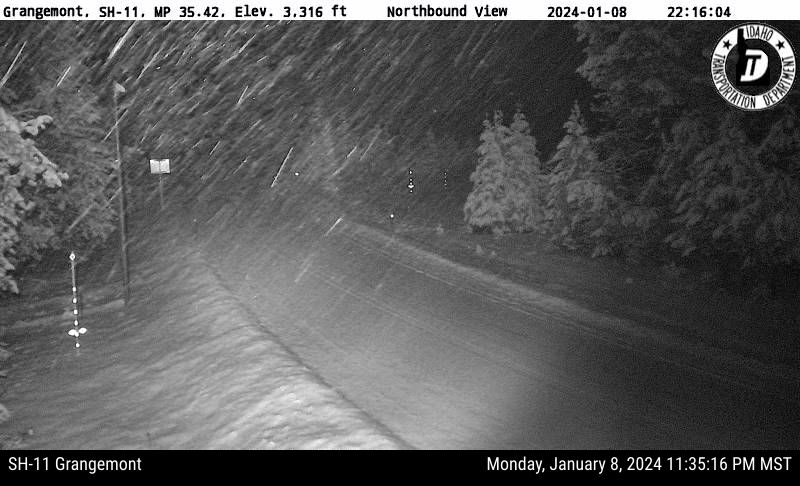 Grangemont, SH-11, MP 35.42, Elev. 3,316 ft Northbound View 2024-01-08 22:16:04
IDAHO
TRANSPORTATION DEPARTMENT
SH-11 Grangemont Monday, January 8, 2024 11:35:16 PM MST